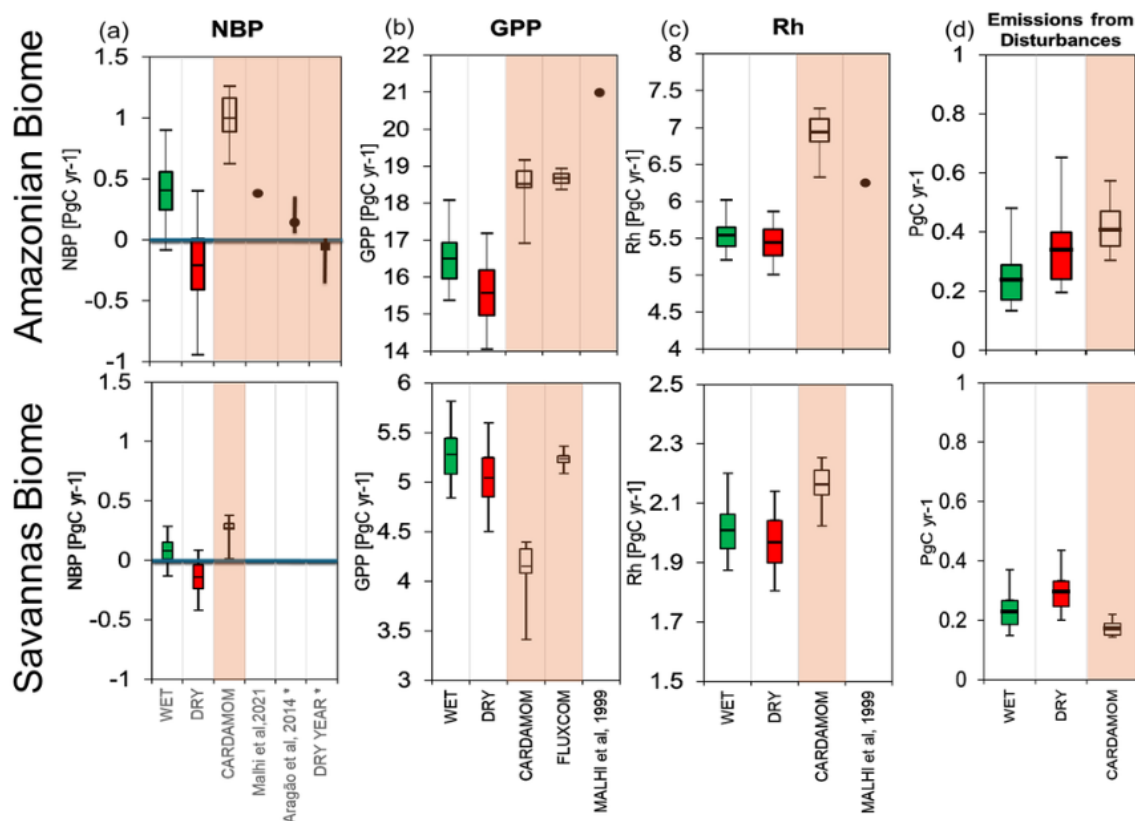 Amazonian Biome
(a)
NBP
NBP [PgC yr-1]
1.5
1
0.5
0
-0.5
-1
(b)
GPP
GPP [PgC yr-1]
22
21
20
19
18
17
16
15
14
(c)
Rh
Rh [PgC yr-1]
8
7.5
7
6.5
6
5.5
5
4.5
4
(d)
Emissions from
Disturbances
PgC yr-1
1
0.8
0.6
0.4
0.2
0
Savannas Biome
NBP [PgC yr-1]
1.5
1
0.5
0
-0.5
-1
WET
DRY
CARDAMOM
Malhi et al,2021
Aragão et al, 2014 *
DRY YEAR *
GPP [PgC yr-1]
6
5.5
5
4.5
4
3.5
3
WET
DRY
CARDAMOM
FLUXCOM
MALHI et al, 1999
Rh [PgC yr-1]
2.5
2.3
2.1
1.9
1.7
1.5
WET
DRY
CARDAMOM
MALHI et al, 1999
PgC yr-1
1
0.8
0.6
0.4
0.2
0
WET
DRY
CARDAMOM